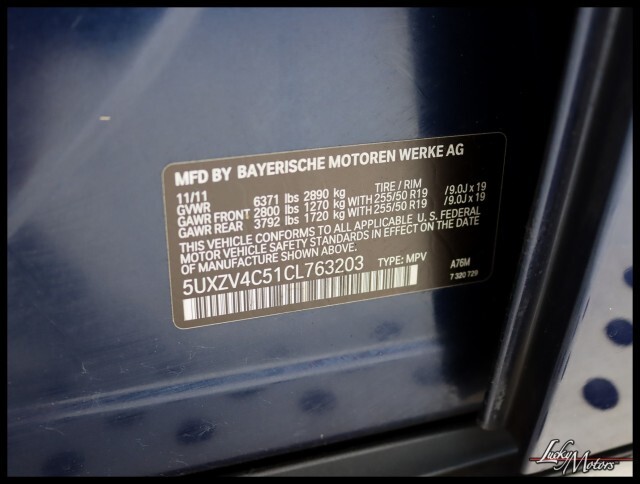 MFD BY BAYERISCHE MOTOREN WERKE AG
11/11
GVWR 6371 lbs 2890 kg TIRE / RIM
GAWR FRONT 2800 lbs 1270 kg WITH 255/50 R19 / 9.0J x 19
GAWR REAR 3792 lbs 1720 kg WITH 255/50 R19 / 9.0J x 19
THIS VEHICLE CONFORMS TO ALL APPLICABLE U. S. FEDERAL
MOTOR VEHICLE SAFETY STANDARDS IN EFFECT ON THE DATE
OF MANUFACTURE SHOWN ABOVE.
5UXZV4C51CL763203 TYPE: MPV A76M
7 320 729
Lucky Motors